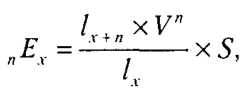 ₙEₓ = (lₓ₊ₙ × Vⁿ) / lₓ × S,